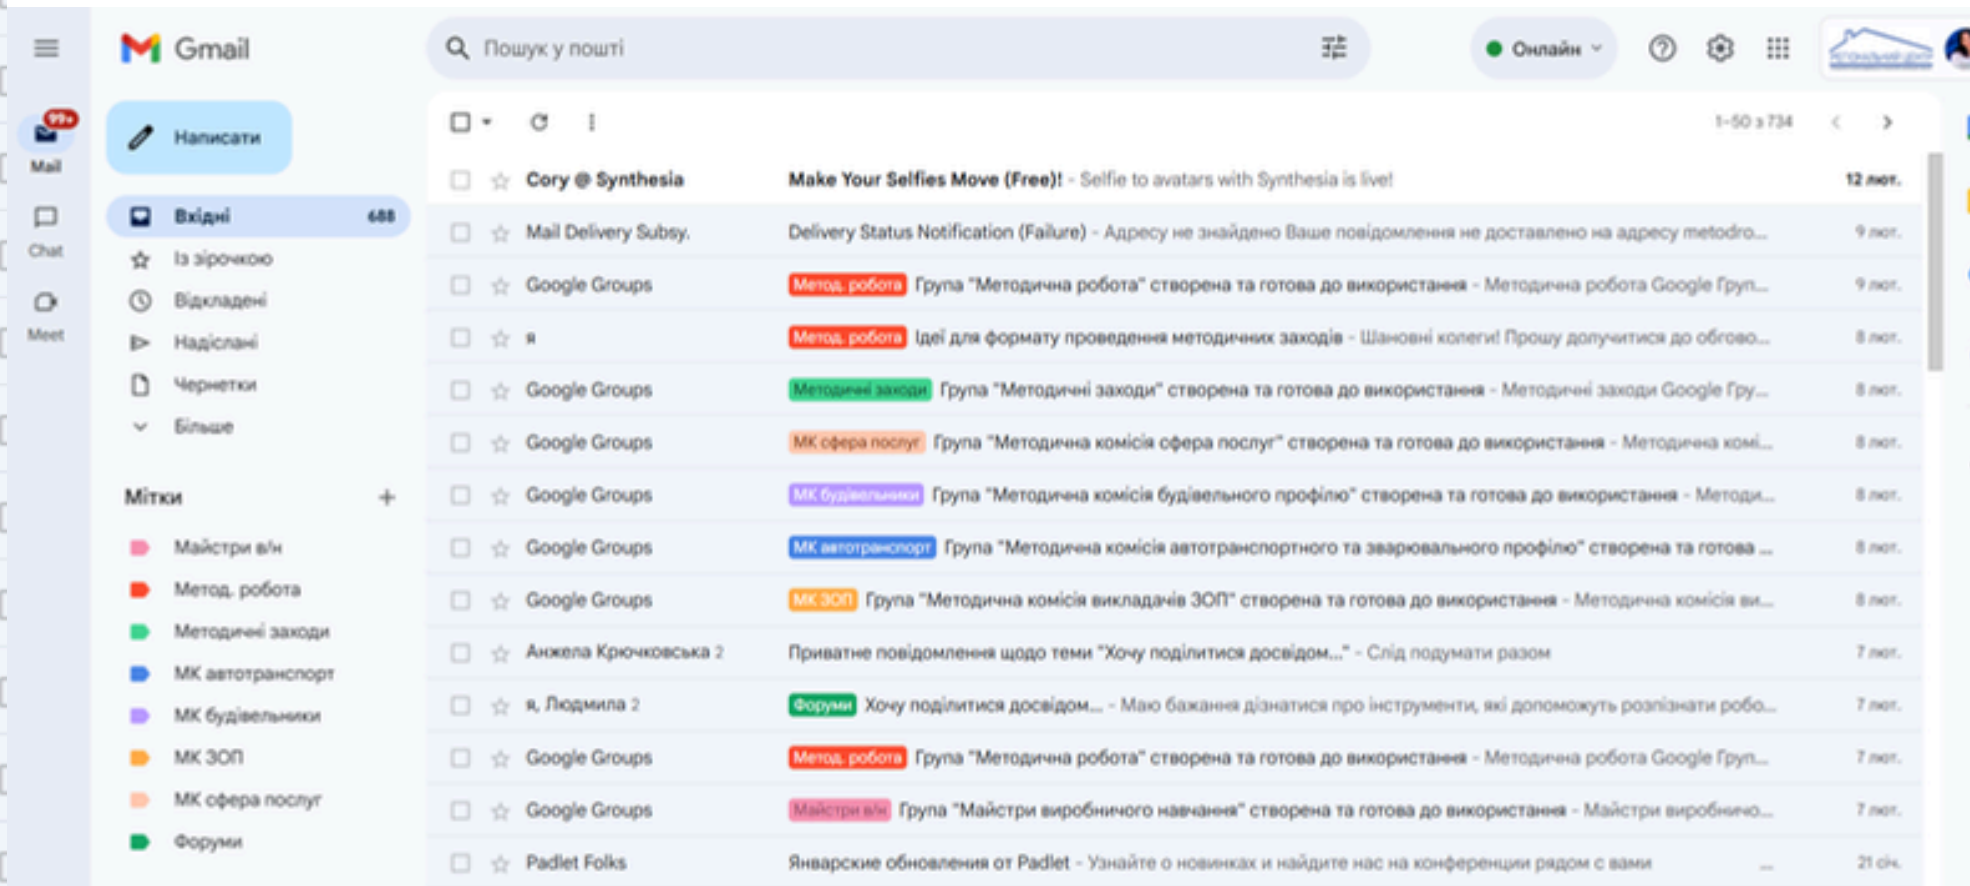 Gmail
Пошук у пошті
Онлайн
РЕГІОНАЛЬНИЙ ЦЕНТР
99+
Mail
Chat
Meet
Написати
Вхідні 688
Із зірочкою
Відкладені
Надіслані
Чернетки
Більше
Мітки
Майстри в/н
Метод. робота
Методичні заходи
МК автотранспорт
МК будівельники
МК ЗОП
МК сфера послуг
Форуми
1–50 з 734
Cory @ Synthesia Make Your Selfies Move (Free)! - Selfie to avatars with Synthesia is live! 12 лют.
Mail Delivery Subsy. Delivery Status Notification (Failure) - Адресу не знайдено Ваше повідомлення не доставлено на адресу metodro... 9 лют.
Google Groups Метод. робота Група "Методична робота" створена та готова до використання - Методична робота Google Груп... 9 лют.
я Метод. робота Ідеї для формату проведення методичних заходів - Шановні колеги! Прошу долучитися до обгово... 8 лют.
Google Groups Методичні заходи Група "Методичні заходи" створена та готова до використання - Методичні заходи Google Гру... 8 лют.
Google Groups МК сфера послуг Група "Методична комісія сфера послуг" створена та готова до використання - Методична комі... 8 лют.
Google Groups МК будівельники Група "Методична комісія будівельного профілю" створена та готова до використання - Методи... 8 лют.
Google Groups МК автотранспорт Група "Методична комісія автотранспортного та зварювального профілю" створена та готова ... 8 лют.
Google Groups МК ЗОП Група "Методична комісія викладачів ЗОП" створена та готова до використання - Методична комісія ви... 8 лют.
Анжела Крючковська 2 Приватне повідомлення щодо теми "Хочу поділитися досвідом..." - Слід подумати разом 7 лют.
я, Людмила 2 Форуми Хочу поділитися досвідом... - Маю бажання дізнатися про інструменти, які допоможуть розпізнати робо... 7 лют.
Google Groups Метод. робота Група "Методична робота" створена та готова до використання - Методична робота Google Груп... 7 лют.
Google Groups Майстри в/н Група "Майстри виробничого навчання" створена та готова до використання - Майстри виробничо... 7 лют.
Padlet Folks Январские обновления от Padlet - Узнайте о новинках и найдите нас на конференции рядом с вами ... 21 січ.